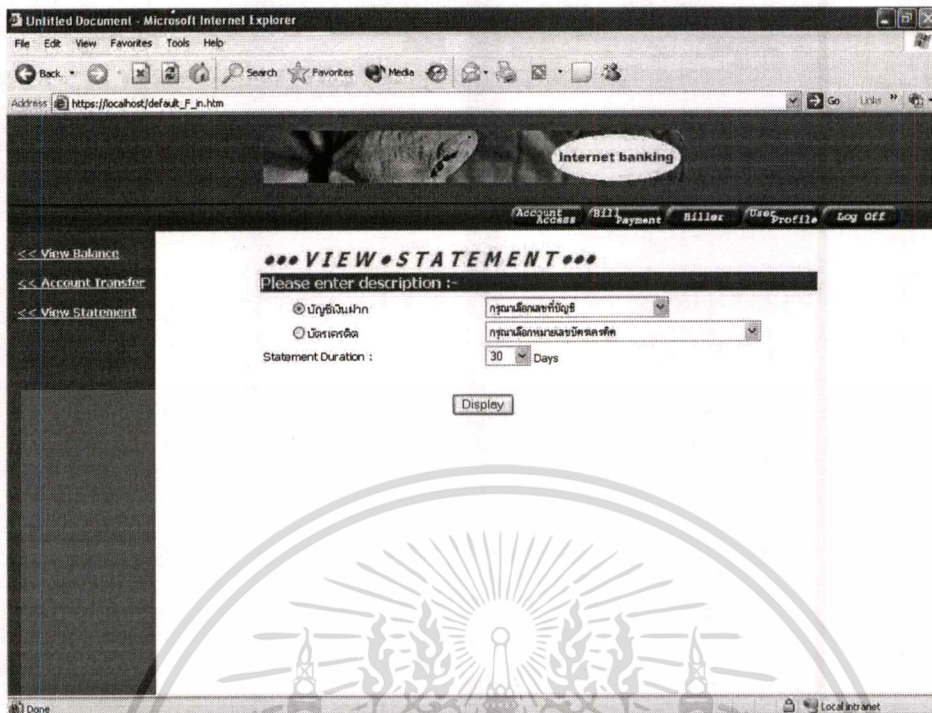 Untitled Document - Microsoft Internet Explorer
File Edit View Favorites Tools Help
Back Search Favorites Media
Address https://localhost/default_F_in.htm Go Links »
Internet banking
Account Access Bill Payment Biller User Profile Log Off
<< View Balance
<< Account Transfer
<< View Statement
●●● VIEW●STATEMENT●●●
Please enter description :-
บัญชีเงินฝาก กรุณาเลือกเลขที่บัญชี
บัตรเครดิต กรุณาเลือกหมายเลขบัตรเครดิต
Statement Duration : 30 Days
Display
Done Local intranet